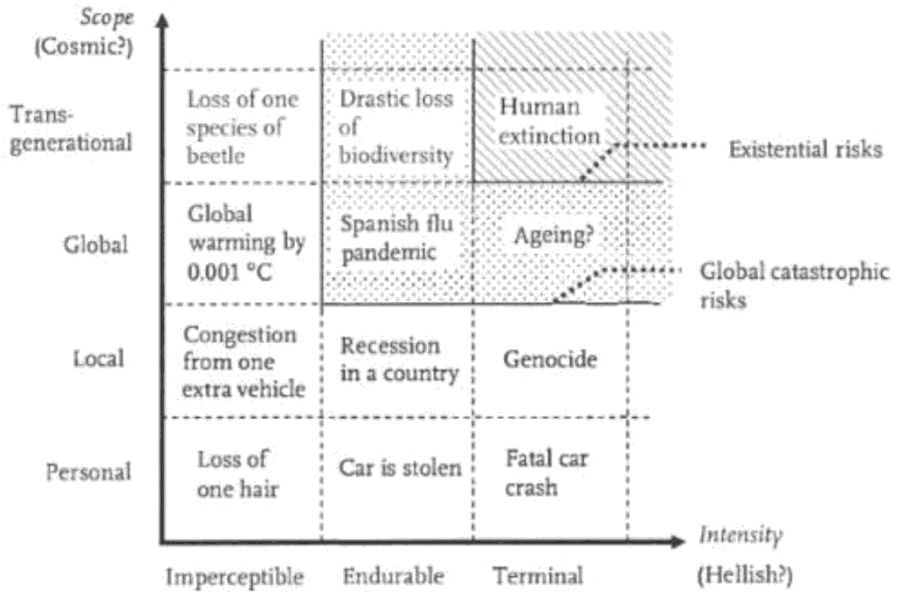 Scope
(Cosmic?)
Trans-
generational
Loss of one
species of
beetle
Drastic loss
of
biodiversity
Human
extinction
Existential risks
Global
Global
warming by
0.001 °C
Spanish flu
pandemic
Ageing?
Global catastrophic
risks
Local
Congestion
from one
extra vehicle
Recession
in a country
Genocide
Personal
Loss of
one hair
Car is stolen
Fatal car
crash
Intensity
(Hellish?)
Imperceptible
Endurable
Terminal